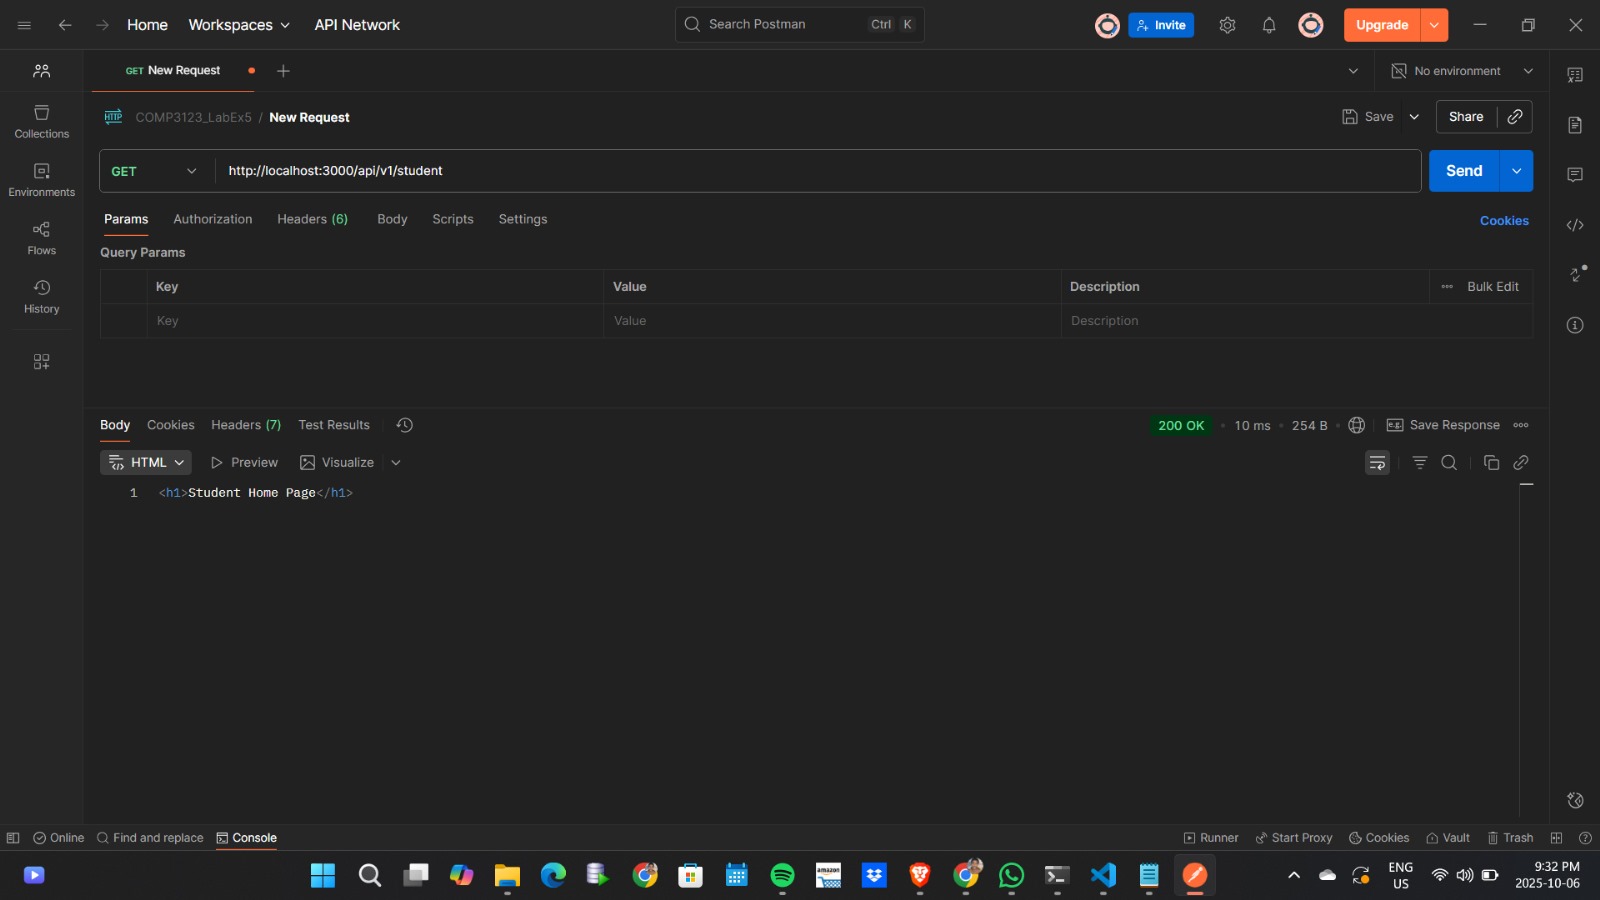 Home Workspaces API Network Search Postman Ctrl K Invite Upgrade
GET New Request No environment
HTTP COMP3123_LabEx5 / New Request Save Share
GET http://localhost:3000/api/v1/student Send
Params Authorization Headers (6) Body Scripts Settings Cookies
Query Params
Key Value Description Bulk Edit
Key Value Description
Collections
Environments
Flows
History
Body Cookies Headers (7) Test Results 200 OK 10 ms 254 B e.g. Save Response
HTML Preview Visualize
1 <h1>Student Home Page</h1>
Online Find and replace Console Runner Start Proxy Cookies Vault Trash
amazon
ENG
US
9:32 PM
2025-10-06